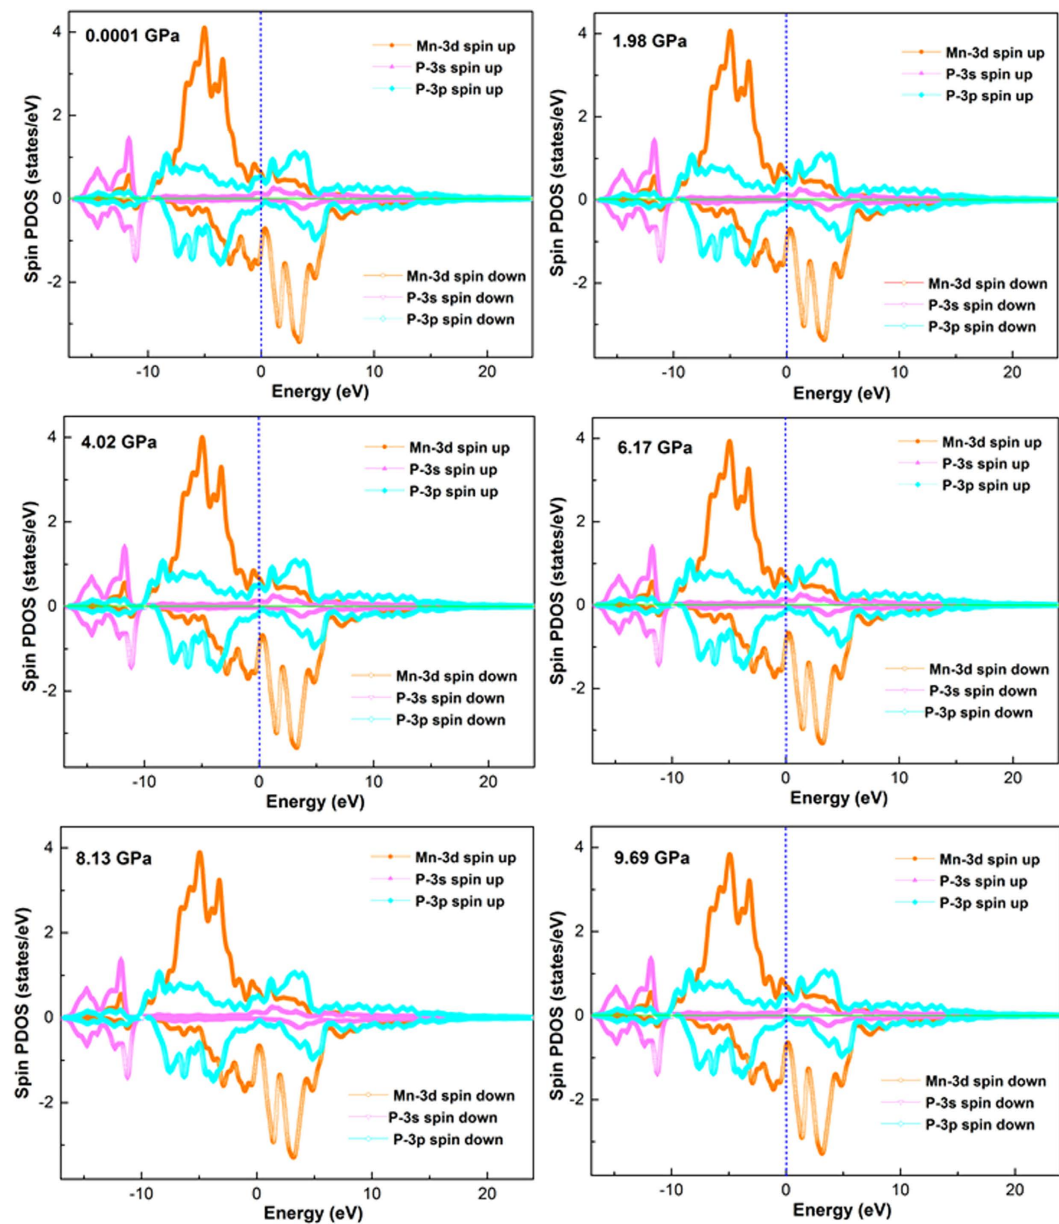 0.0001 GPa
Mn-3d spin up
P-3s spin up
P-3p spin up
Mn-3d spin down
P-3s spin down
P-3p spin down
Spin PDOS (states/eV)
4
2
0
-2
-10
0
10
20
Energy (eV)
1.98 GPa
Mn-3d spin up
P-3s spin up
P-3p spin up
Mn-3d spin down
P-3s spin down
P-3p spin down
Spin PDOS (states/eV)
4
2
0
-2
-10
0
10
20
Energy (eV)
4.02 GPa
Mn-3d spin up
P-3s spin up
P-3p spin up
Mn-3d spin down
P-3s spin down
P-3p spin down
Spin PDOS (states/eV)
4
2
0
-2
-10
0
10
20
Energy (eV)
6.17 GPa
Mn-3d spin up
P-3s spin up
P-3p spin up
Mn-3d spin down
P-3s spin down
P-3p spin down
Spin PDOS (states/eV)
4
2
0
-2
-10
0
10
20
Energy (eV)
8.13 GPa
Mn-3d spin up
P-3s spin up
P-3p spin up
Mn-3d spin down
P-3s spin down
P-3p spin down
Spin PDOS (states/eV)
4
2
0
-2
-10
0
10
20
Energy (eV)
9.69 GPa
Mn-3d spin up
P-3s spin up
P-3p spin up
Mn-3d spin down
P-3s spin down
P-3p spin down
Spin PDOS (states/eV)
4
2
0
-2
-10
0
10
20
Energy (eV)